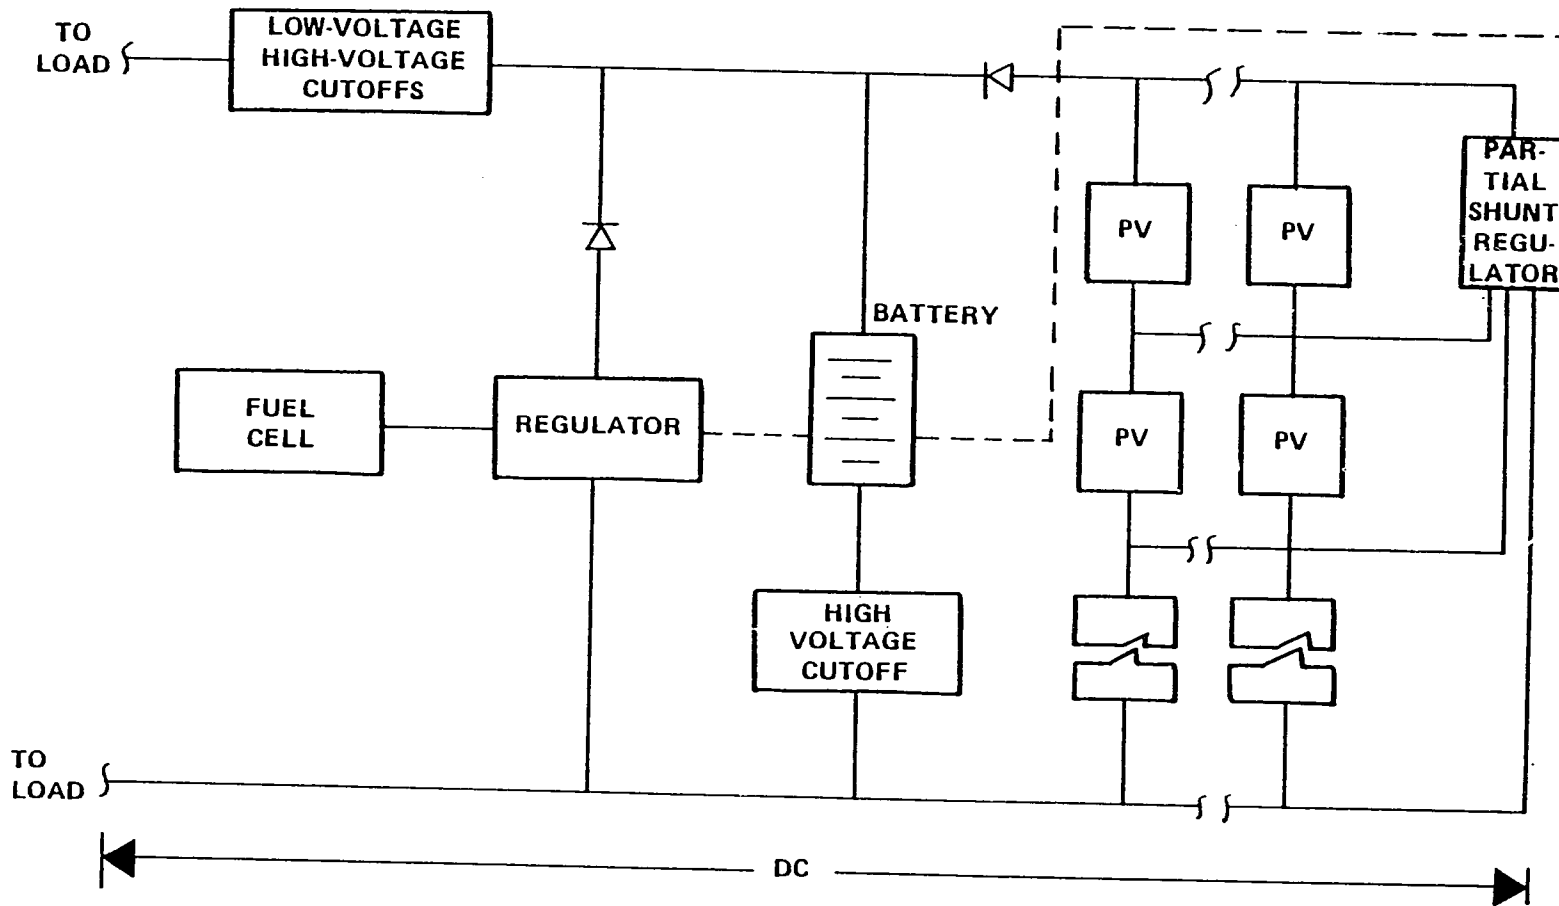 TO
LOAD
LOW-VOLTAGE
HIGH-VOLTAGE
CUTOFFS
PAR-
TIAL
SHUNT
REGU-
LATOR
PV
PV
BATTERY
FUEL
CELL
REGULATOR
PV
PV
HIGH
VOLTAGE
CUTOFF
TO
LOAD
DC